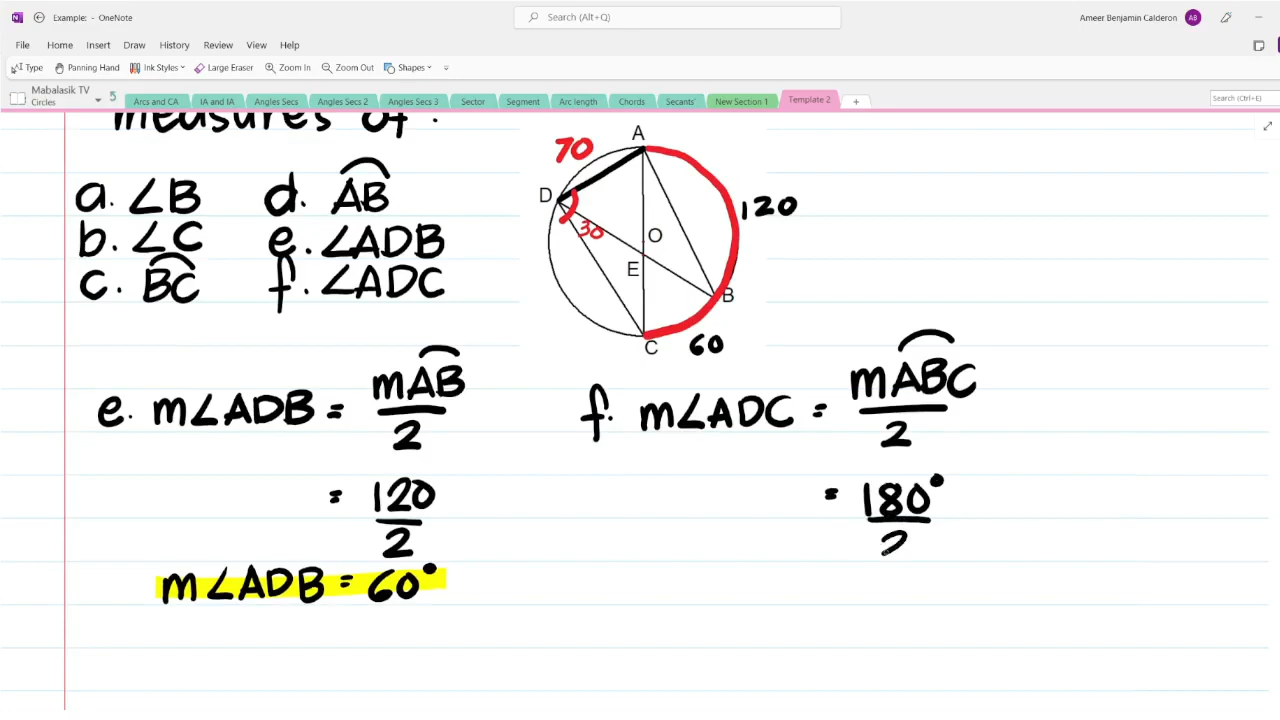 Example: - OneNote
Search (Alt+Q)
Ameer Benjamin Calderon
AB
File Home Insert Draw History Review View Help
Type Panning Hand Ink Styles Large Eraser Zoom In Zoom Out Shapes
Mabalasik TV
Circles
5
Arcs and CA IA and IA Angles Secs Angles Secs 2 Angles Secs 3 Sector Segment Arc length Chords Secants' New Section 1 Template 2 +
Search (Ctrl+E)
measures of :
a. ∠B d. AB
b. ∠C e. ∠ADB
c. BC f. ∠ADC
A
70
D
120
30
O
E
B
C 60
e. m∠ADB = mAB
2
= 120
2
m∠ADB = 60°
f. m∠ADC = mABC
2
= 180°
2